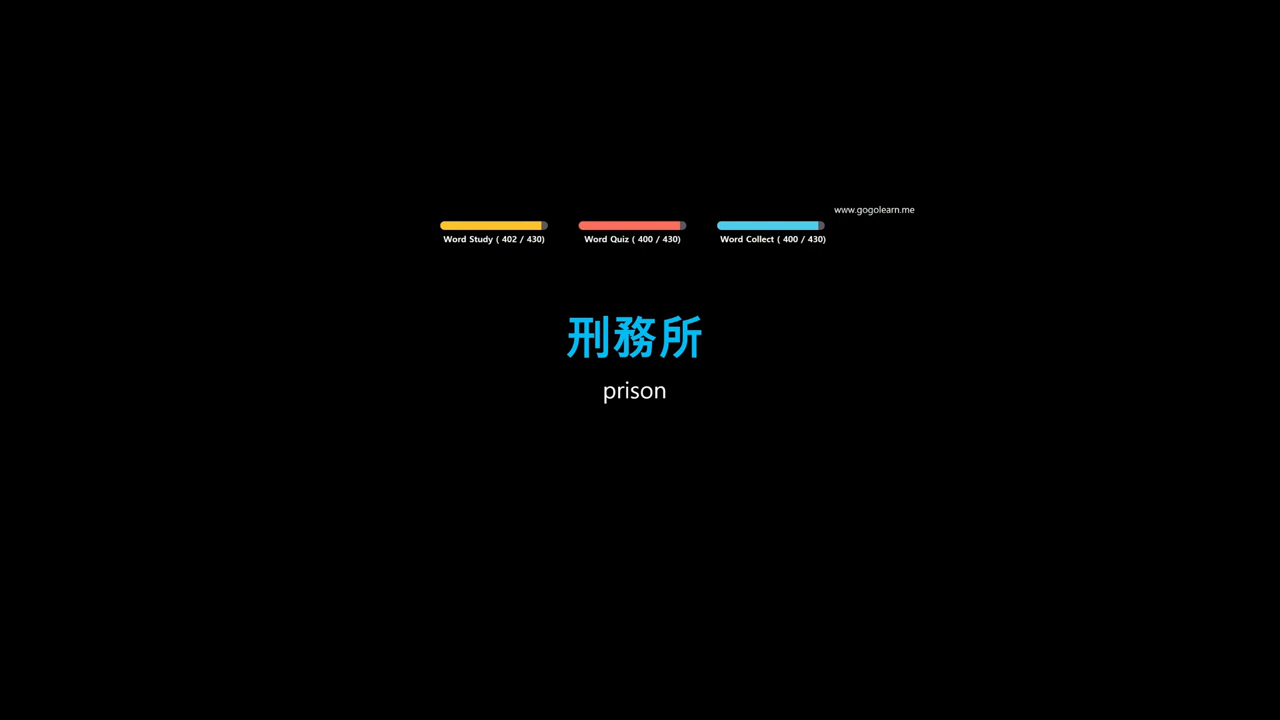 www.gogolearn.me
Word Study ( 402 / 430)
Word Quiz ( 400 / 430)
Word Collect ( 400 / 430)
刑務所
prison